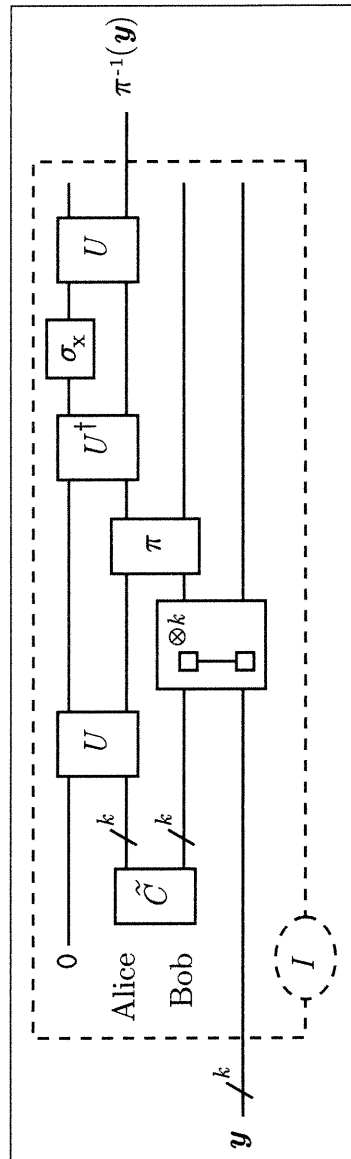 0
Alice
Bob
y
k
C̃
k
k
U
⊗k
π
U†
σx
U
π-1(y)
I